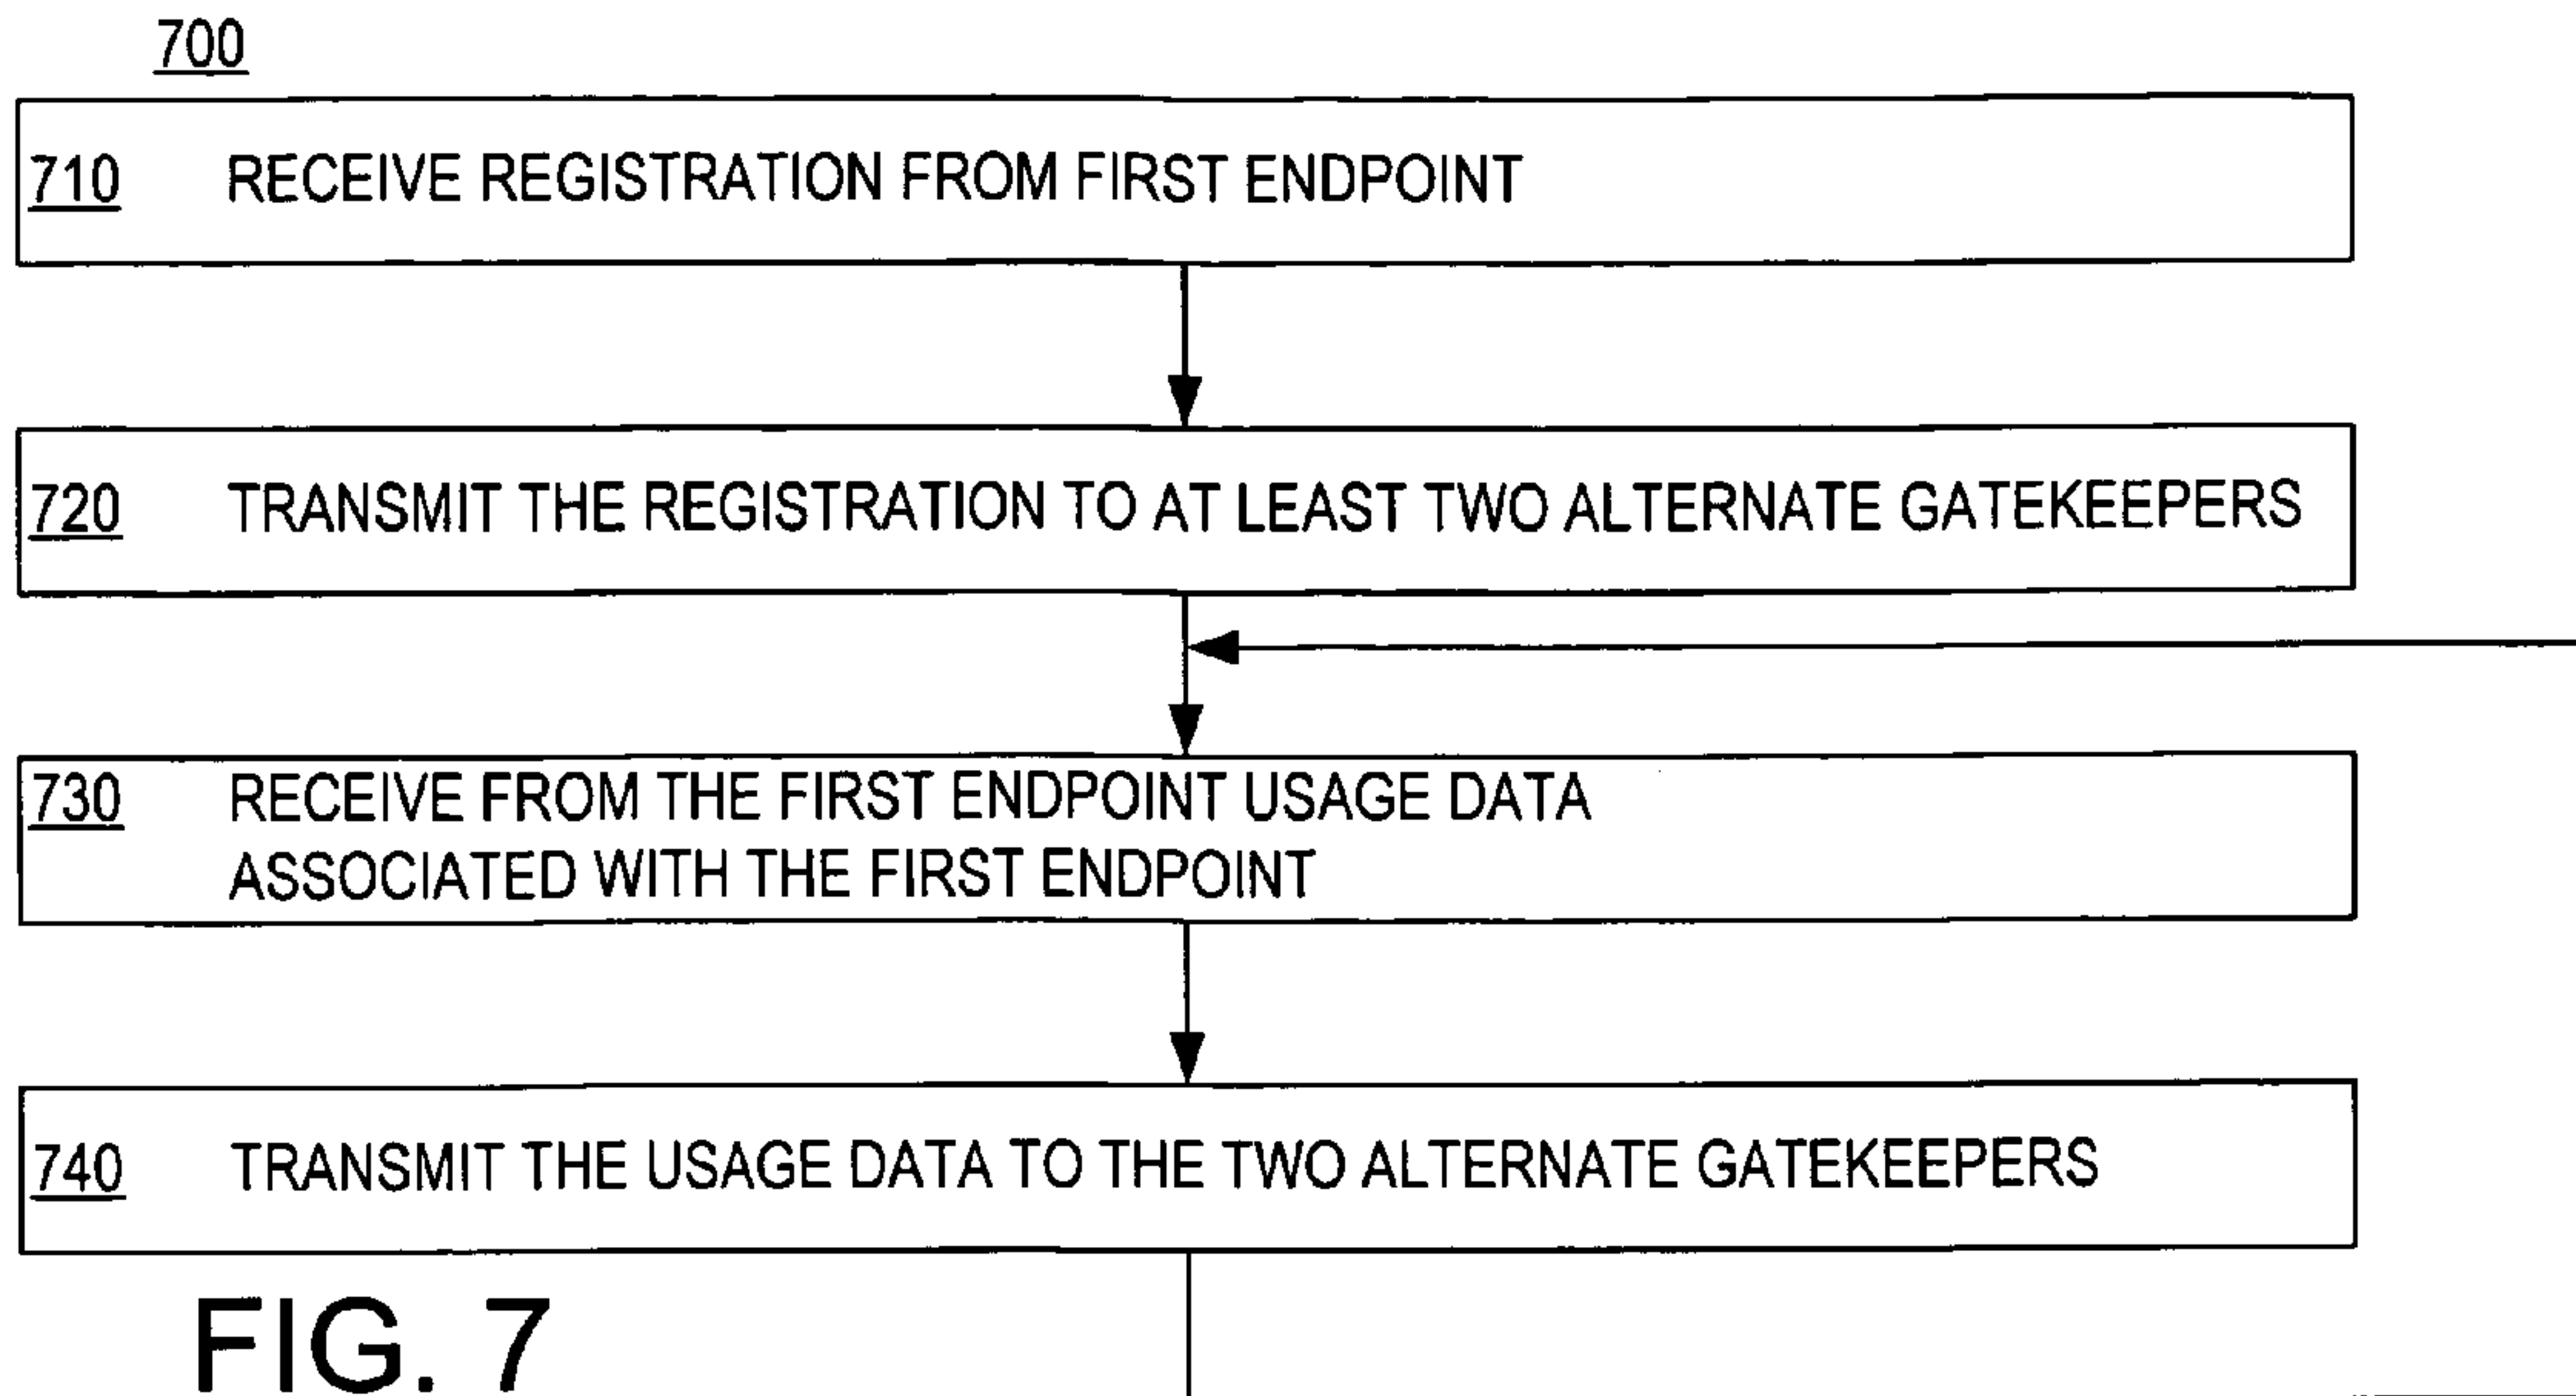 700
710 RECEIVE REGISTRATION FROM FIRST ENDPOINT
720 TRANSMIT THE REGISTRATION TO AT LEAST TWO ALTERNATE GATEKEEPERS
730 RECEIVE FROM THE FIRST ENDPOINT USAGE DATA
ASSOCIATED WITH THE FIRST ENDPOINT
740 TRANSMIT THE USAGE DATA TO THE TWO ALTERNATE GATEKEEPERS
FIG. 7